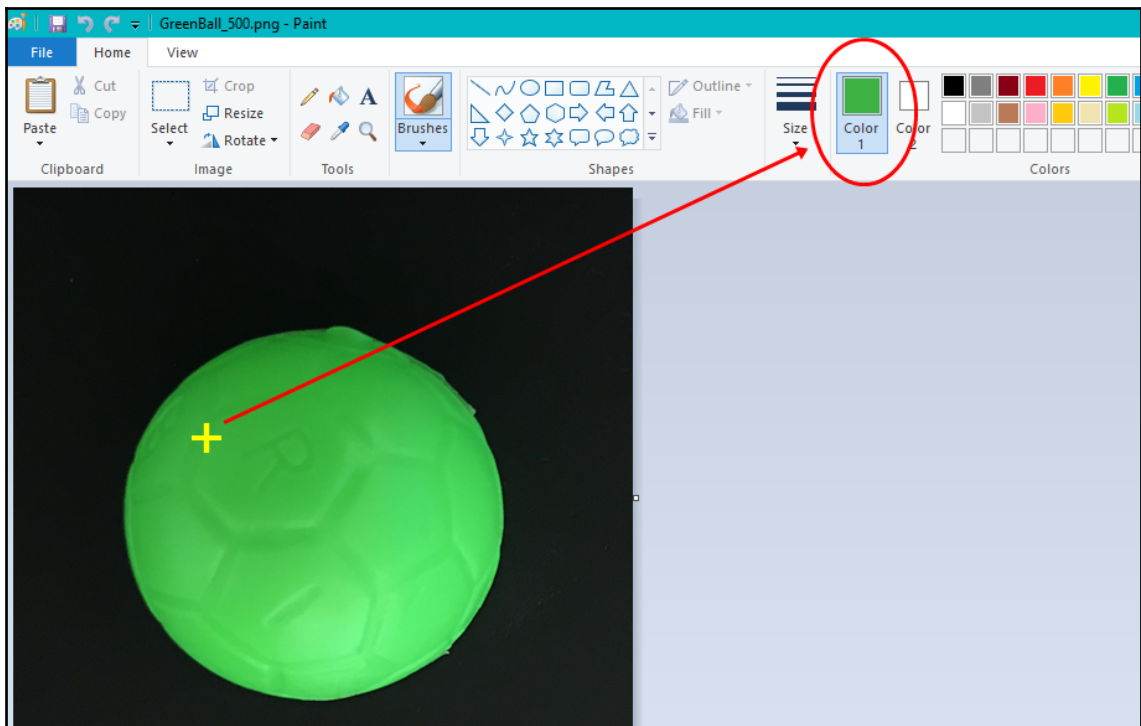 GreenBall_500.png - Paint
File Home View
Cut
Copy
Paste
Clipboard
Crop
Resize
Rotate
Select
Image
A
Tools
Brushes
Shapes
Outline
Fill
Size
Color
1
Color
2
Colors